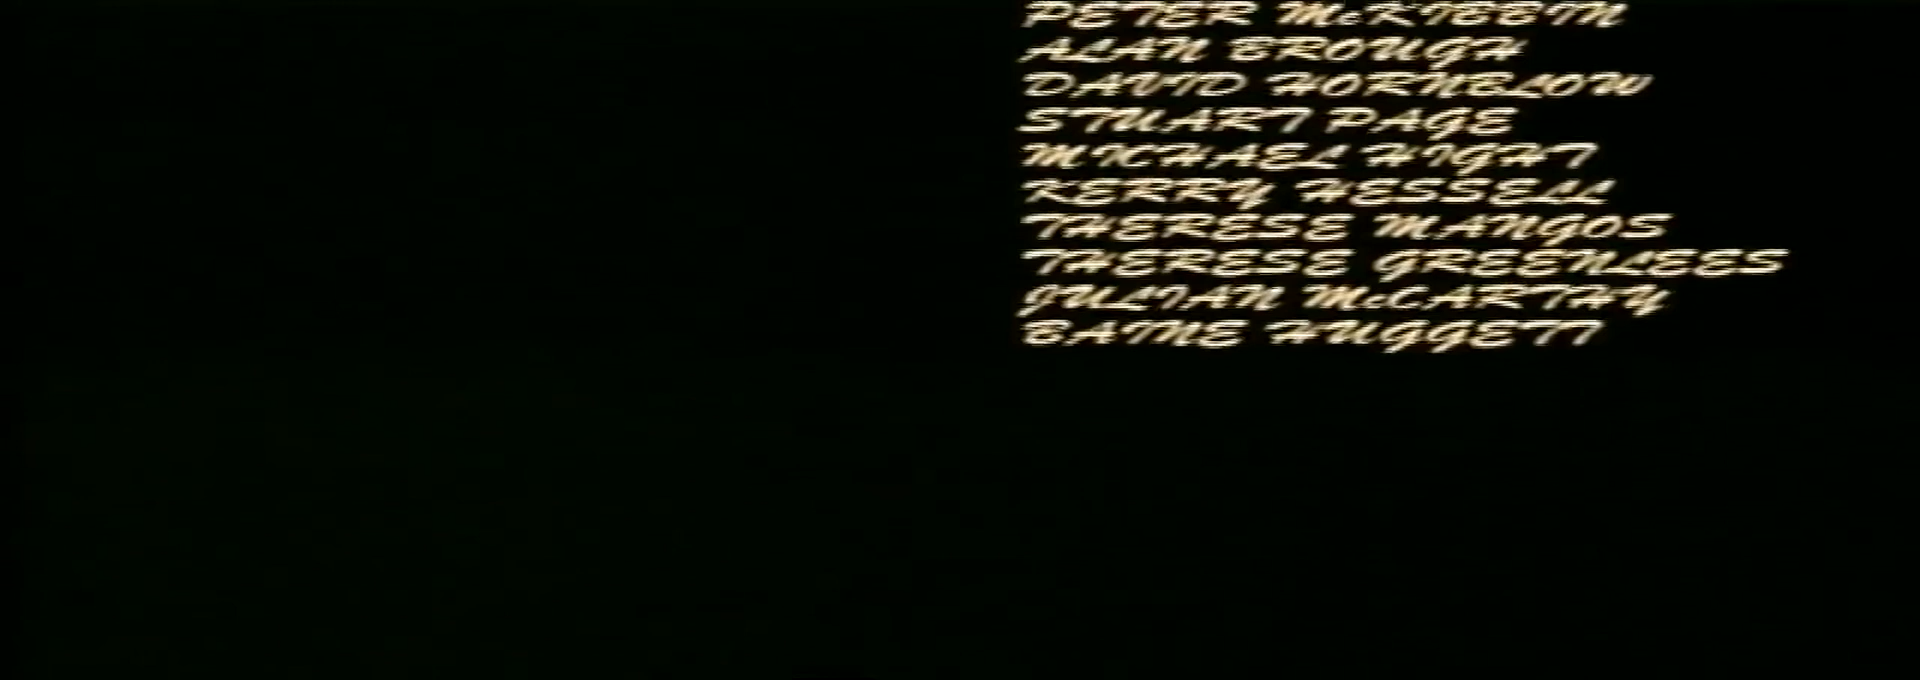 PETER McKIBBIN
ALAN BROUGH
DAVID HORNBLOW
STUART PAGE
MICHAEL HIGHT
KERRY HESSELL
THERESE MANGOS
THERESE GREENLEES
JULIAN McCARTHY
BAINE HUGGETT